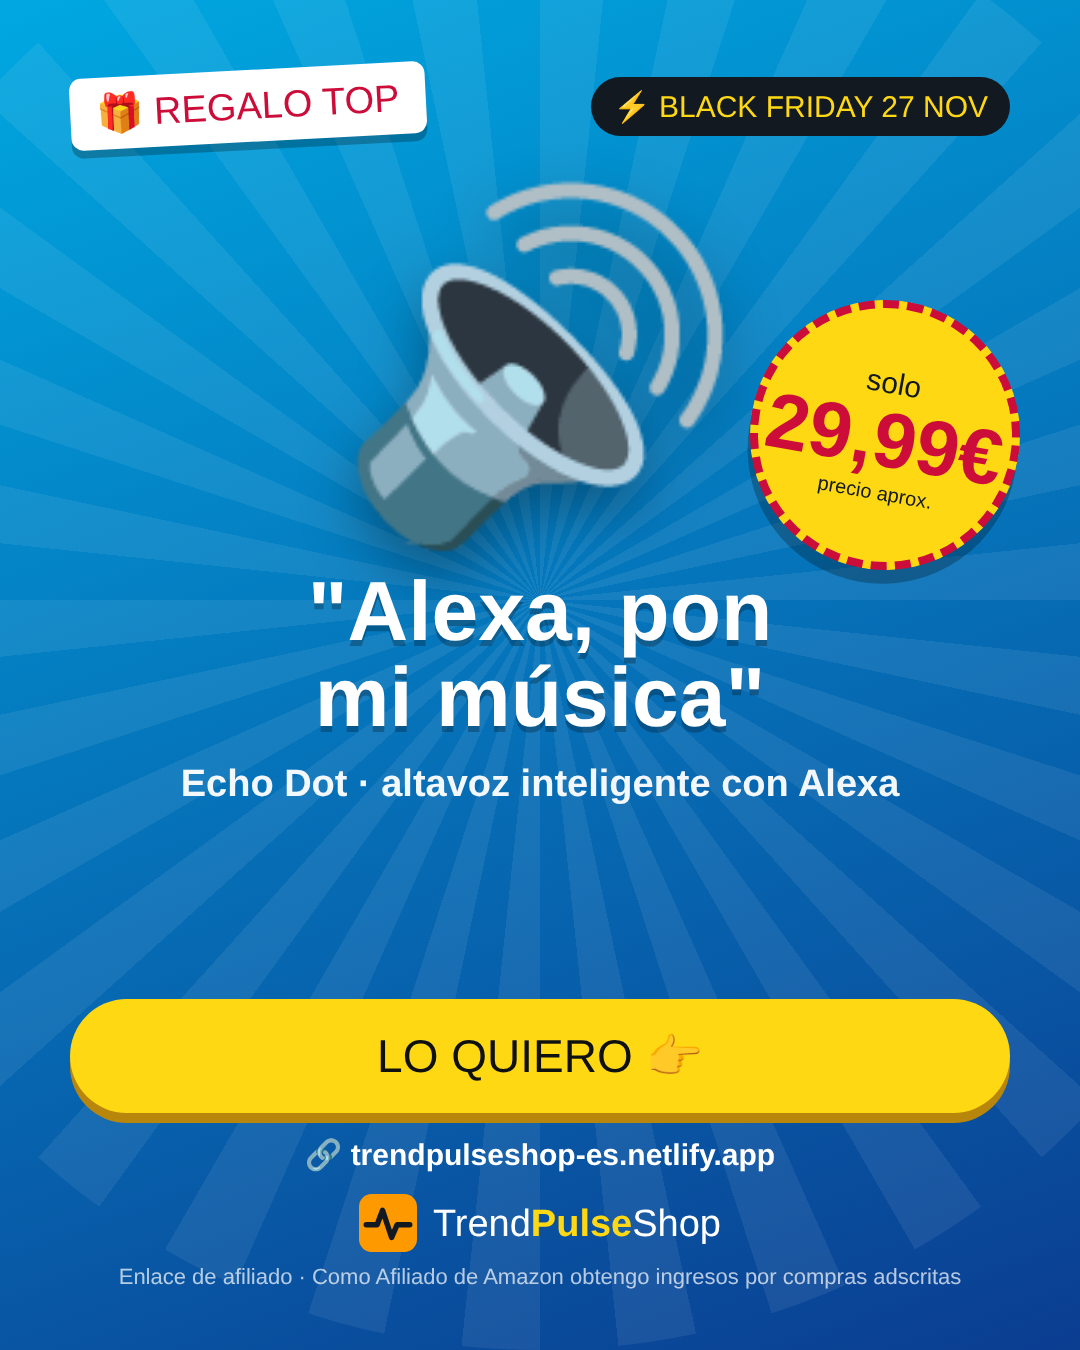 🎁 REGALO TOP
⚡ BLACK FRIDAY 27 NOV
solo
29,99€
precio aprox.
"Alexa, pon
mi música"
Echo Dot · altavoz inteligente con Alexa
LO QUIERO 👉
🔗 trendpulseshop-es.netlify.app
TrendPulseShop
Enlace de afiliado · Como Afiliado de Amazon obtengo ingresos por compras adscritas